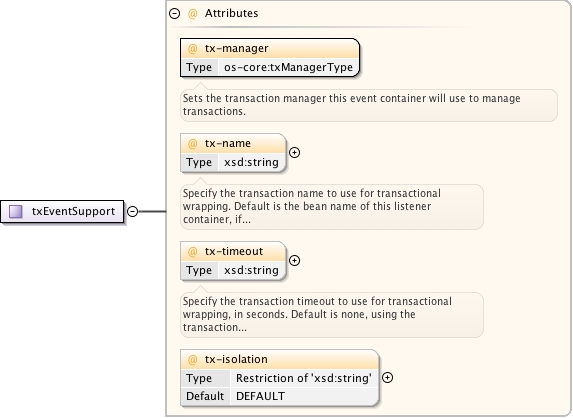 @ Attributes
@ tx-manager
Type os-core:txManagerType
Sets the transaction manager this event container will use to manage
transactions.
@ tx-name
Type xsd:string
Specify the transaction name to use for transactional
wrapping. Default is the bean name of this listener
container, if...
txEventSupport
@ tx-timeout
Type xsd:string
Specify the transaction timeout to use for transactional
wrapping, in seconds. Default is none, using the
transaction...
@ tx-isolation
Type Restriction of 'xsd:string'
Default DEFAULT